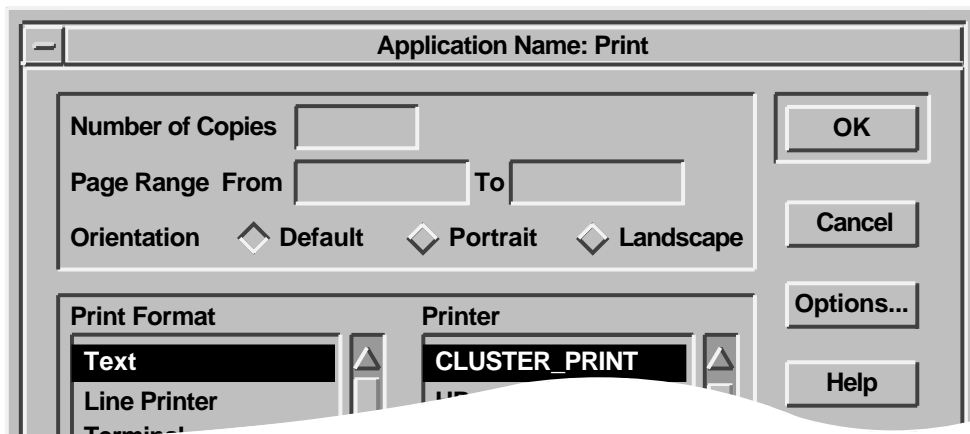 Application Name: Print
Number of Copies
Page Range From To
Orientation Default Portrait Landscape
OK
Cancel
Options...
Help
Print Format
Text
Line Printer
Printer
CLUSTER_PRINT